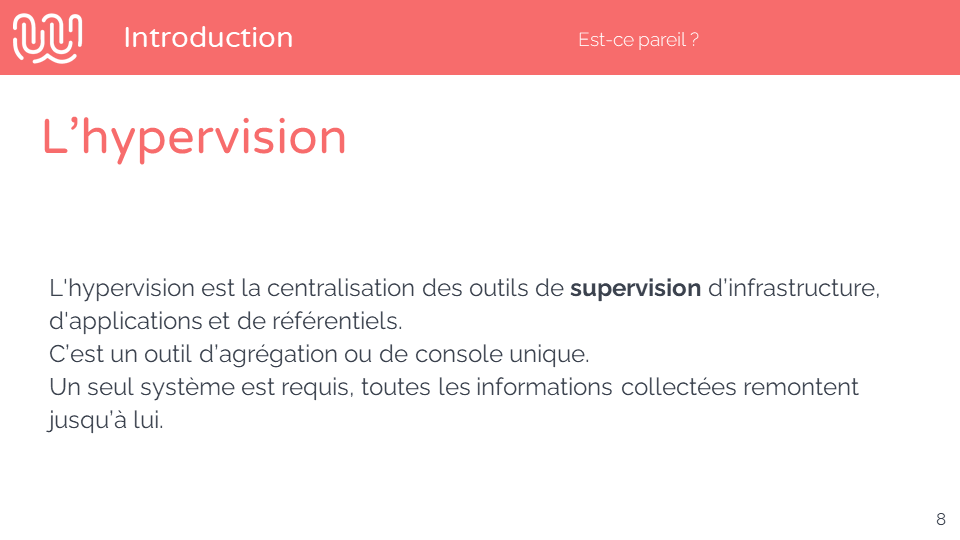 Introduction
Est-ce pareil ?
L’hypervision
L'hypervision est la centralisation des outils de supervision d’infrastructure,
d'applications et de référentiels.
C’est un outil d’agrégation ou de console unique.
Un seul système est requis, toutes les informations collectées remontent
jusqu’à lui.
8